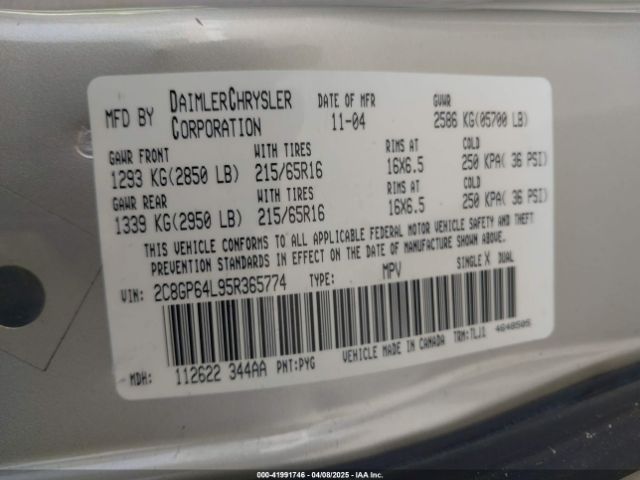 MFD BY DAIMLERCHRYSLER CORPORATION DATE OF MFR 11-04 GVWR 2586 KG(05700 LB)
GAWR FRONT WITH TIRES RIMS AT COLD
1293 KG(2850 LB) 215/65R16 16X6.5 250 KPA( 36 PSI)
GAWR REAR WITH TIRES RIMS AT COLD
1339 KG(2950 LB) 215/65R16 16X6.5 250 KPA( 36 PSI)
THIS VEHICLE CONFORMS TO ALL APPLICABLE FEDERAL MOTOR VEHICLE SAFETY AND THEFT
PREVENTION STANDARDS IN EFFECT ON THE DATE OF MANUFACTURE SHOWN ABOVE.
VIN: 2C8GP64L95R365774 TYPE: MPV SINGLE X DUAL
MDH: 112622 344AA PNT:PYG VEHICLE MADE IN CANADA TRM:TLJ1 4648505
00-41991746 - 04/08/2025 - IAA Inc.